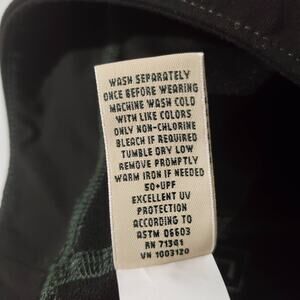 WASH SEPARATELY
ONCE BEFORE WEARING
MACHINE WASH COLD
WITH LIKE COLORS
ONLY NON-CHLORINE
BLEACH IF REQUIRED
TUMBLE DRY LOW
REMOVE PROMPTLY
WARM IRON IF NEEDED
50+UPF
EXCELLENT UV
PROTECTION
ACCORDING TO
ASTM D6603
RN 71341
VN 1003120